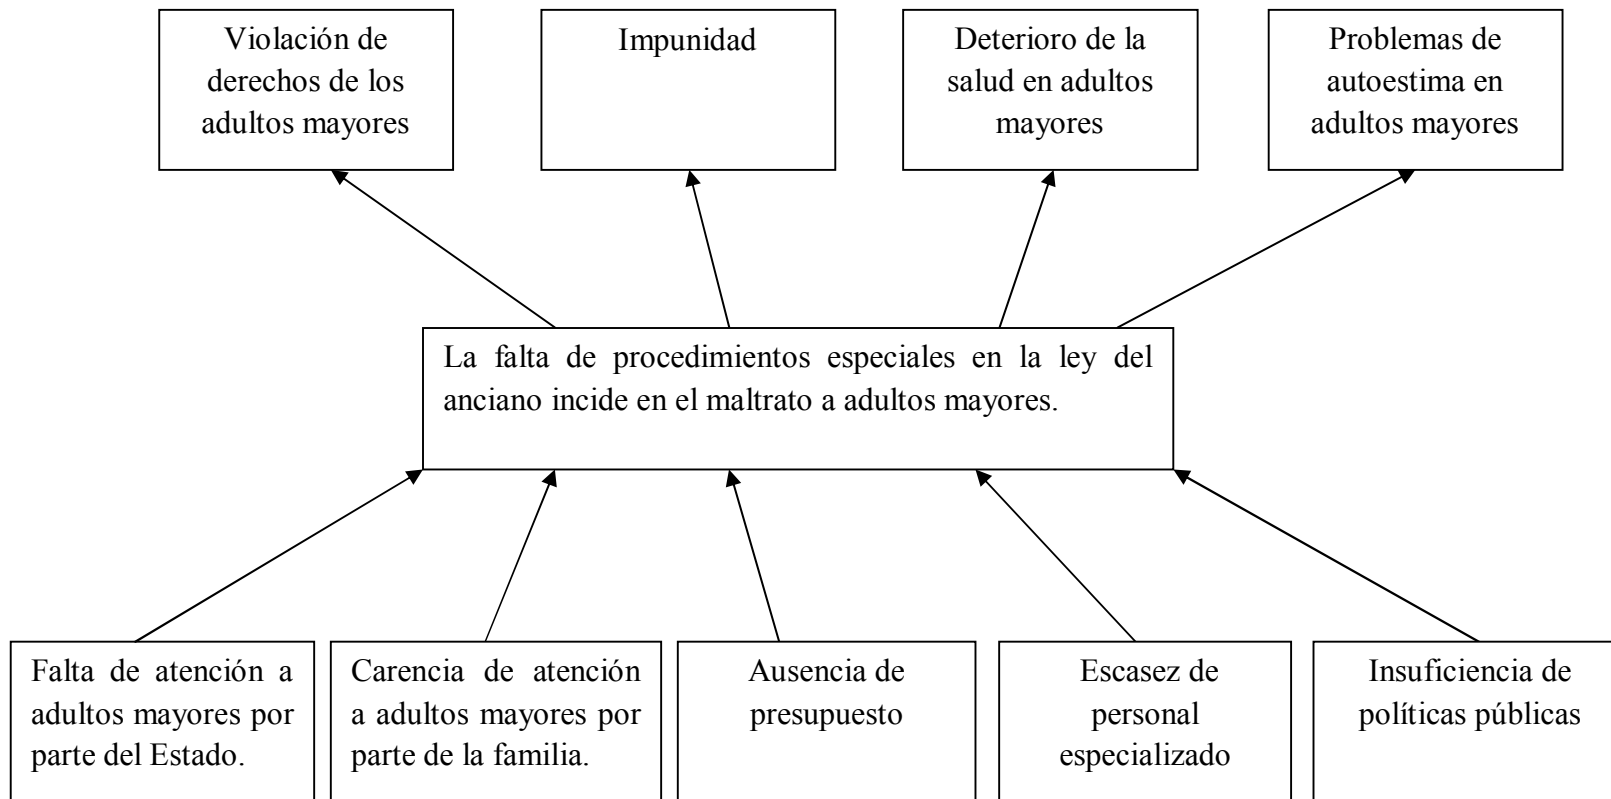 Violación de
derechos de los
adultos mayores
Impunidad
Deterioro de la
salud en adultos
mayores
Problemas de
autoestima en
adultos mayores
La falta de procedimientos especiales en la ley del
anciano incide en el maltrato a adultos mayores.
Falta de atención a
adultos mayores por
parte del Estado.
Carencia de atención
a adultos mayores por
parte de la familia.
Ausencia de
presupuesto
Escasez de
personal
especializado
Insuficiencia de
políticas públicas